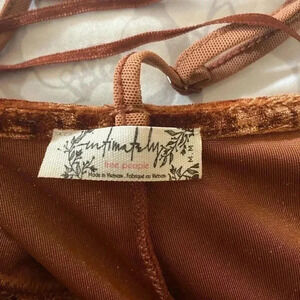 intimately
free people
Made in Vietnam . Fabriqué au Vietnam
M M M